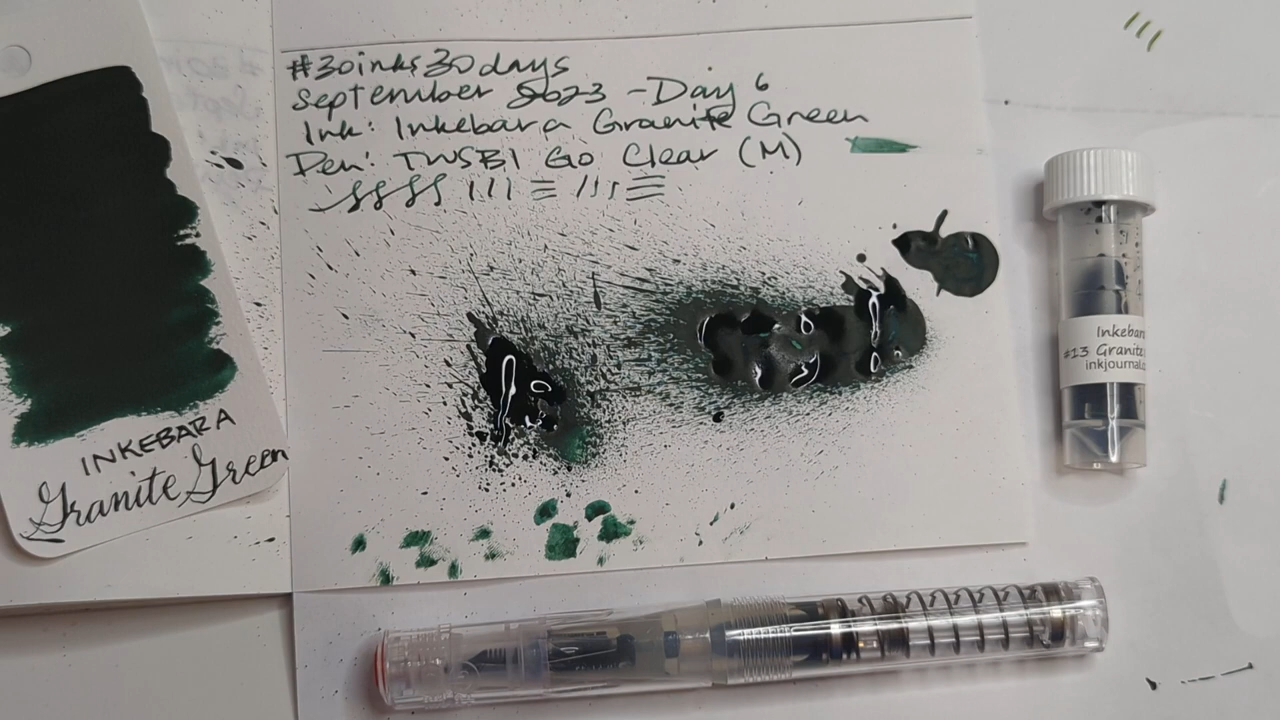 #30inks30days
September 2023 - Day 6
Ink: Inkebara Granite Green
Pen: TWSBI Go Clear (M)
INKEBARA
Granite Green
Inkebar
#13 Granite
inkjournal.c